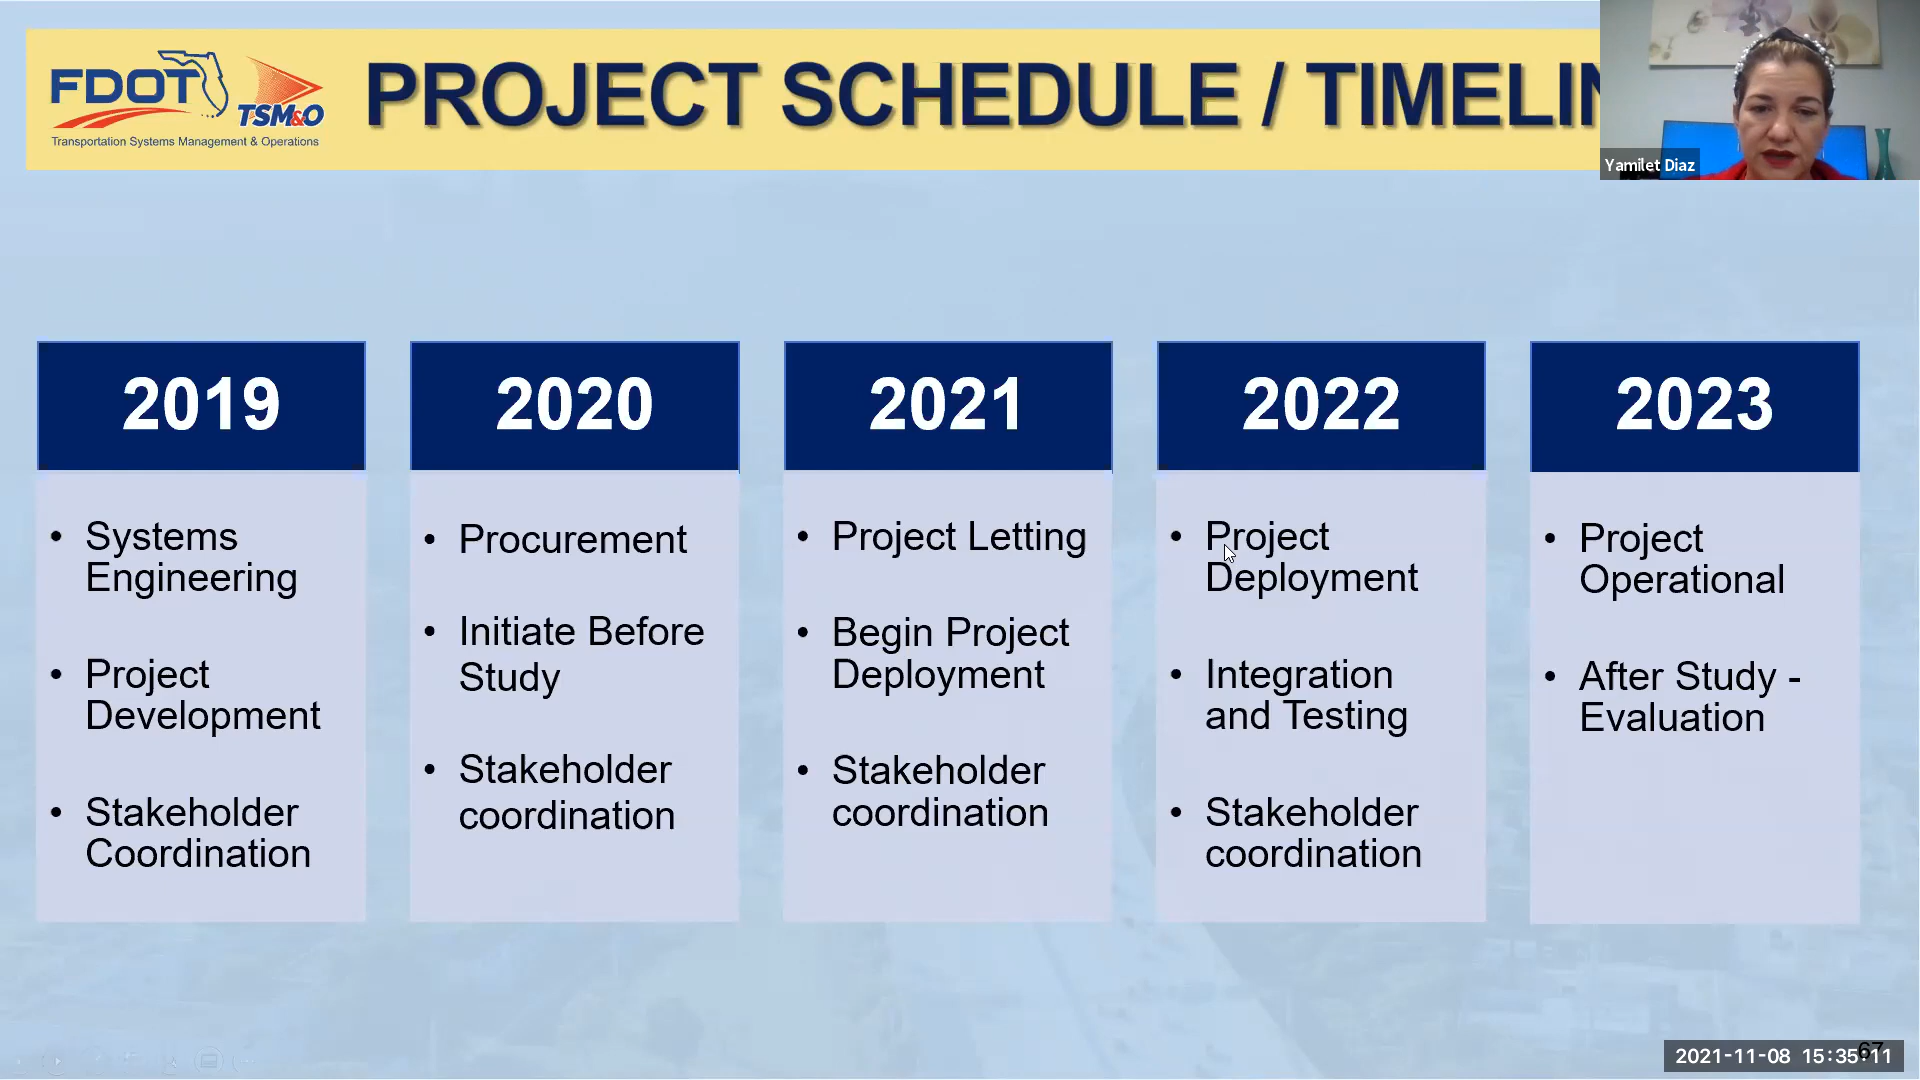 FDOT
TSM&O
Transportation Systems Management & Operations
PROJECT SCHEDULE / TIMELIN
Yamilet Diaz
2019
• Systems
Engineering
• Project
Development
• Stakeholder
Coordination
2020
• Procurement
• Initiate Before
Study
• Stakeholder
coordination
2021
• Project Letting
• Begin Project
Deployment
• Stakeholder
coordination
2022
• Project
Deployment
• Integration
and Testing
• Stakeholder
coordination
2023
• Project
Operational
• After Study -
Evaluation
67
2021-11-08 15:35:11